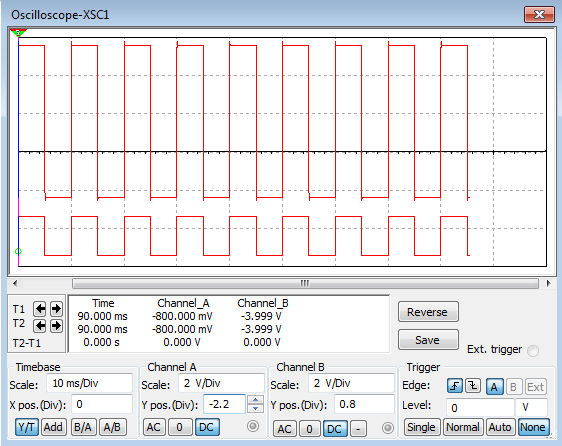 Oscilloscope-XSC1
T1
T2
T2-T1
Time Channel_A Channel_B
90.000 ms -800.000 mV -3.999 V
90.000 ms -800.000 mV -3.999 V
0.000 s 0.000 V 0.000 V
Reverse
Save
Ext. trigger
Timebase
Scale: 10 ms/Div
X pos.(Div): 0
Y/T Add B/A A/B
Channel A
Scale: 2 V/Div
Y pos.(Div): -2.2
AC 0 DC
Channel B
Scale: 2 V/Div
Y pos.(Div): 0.8
AC 0 DC -
Trigger
Edge: A B Ext
Level: 0 V
Single Normal Auto None